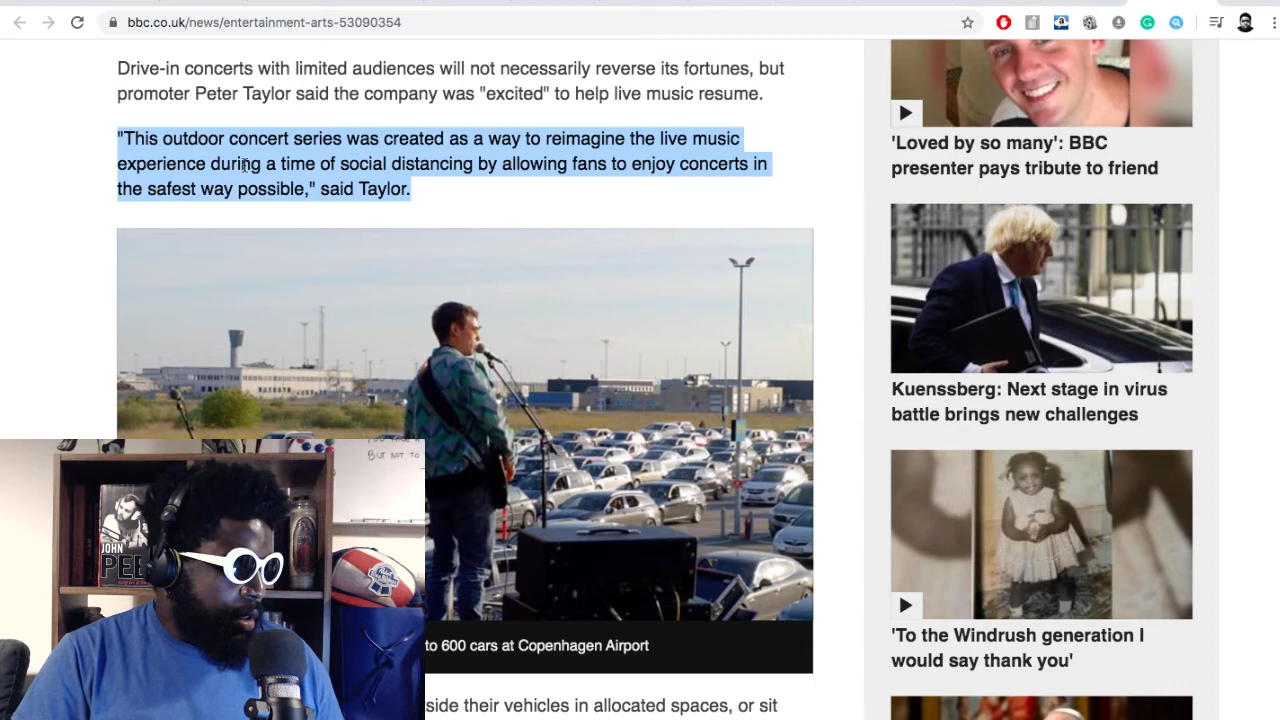 bbc.co.uk/news/entertainment-arts-53090354
Drive-in concerts with limited audiences will not necessarily reverse its fortunes, but
promoter Peter Taylor said the company was "excited" to help live music resume.
"This outdoor concert series was created as a way to reimagine the live music
experience during a time of social distancing by allowing fans to enjoy concerts in
the safest way possible," said Taylor.
to 600 cars at Copenhagen Airport
side their vehicles in allocated spaces, or sit
'Loved by so many': BBC
presenter pays tribute to friend
Kuenssberg: Next stage in virus
battle brings new challenges
'To the Windrush generation I
would say thank you'
BUT NOT TO
JOHN
PEE